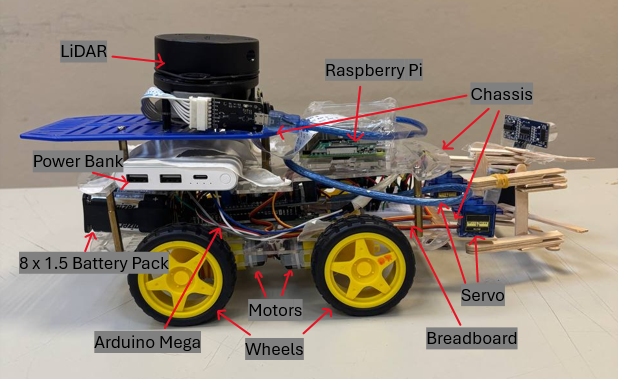 LiDAR
Raspberry Pi
Chassis
Power Bank
8 x 1.5 Battery Pack
Servo
Motors
Arduino Mega
Wheels
Breadboard